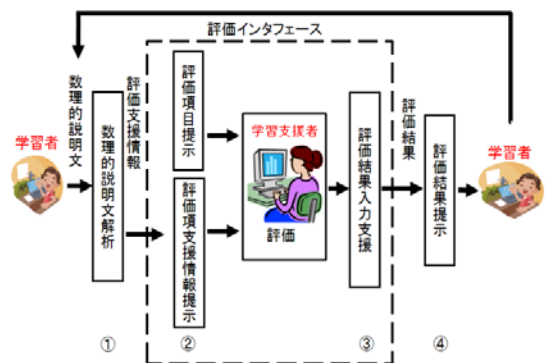 評価インタフェース
数理的説明文
評価支援情報
学習者
数理的説明文解析
評価項目提示
評価項支援情報提示
学習支援者
評価
評価結果入力支援
評価結果
評価結果提示
学習者
①
②
③
④